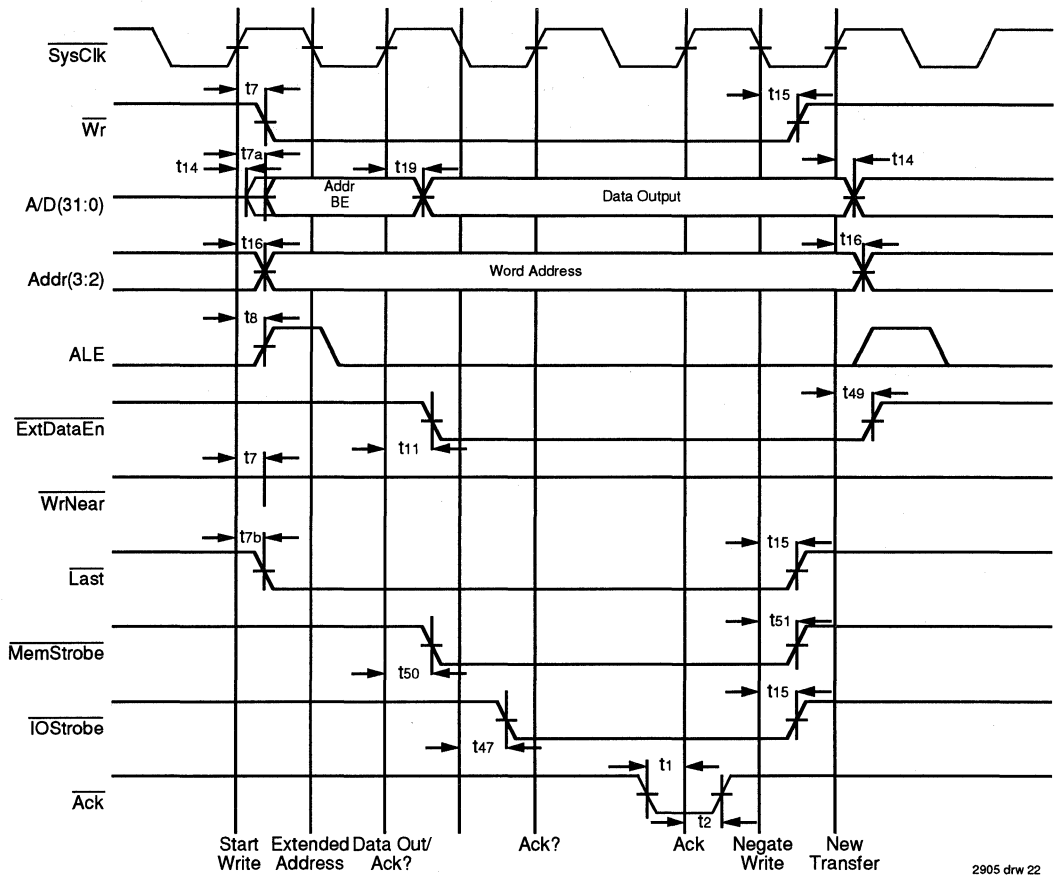 SysClk
t7
t15
Wr
t14
t7a
t19
t14
A/D(31:0)
Addr
BE
Data Output
t16
t16
Addr(3:2)
Word Address
t8
ALE
t49
ExtDataEn
t11
t7
WrNear
t7b
t15
Last
t51
MemStrobe
t50
t15
IOStrobe
t47
t1
Ack
t2
Start
Write
Extended
Address
Data Out/
Ack?
Ack?
Ack
Negate
Write
New
Transfer
2905 drw 22